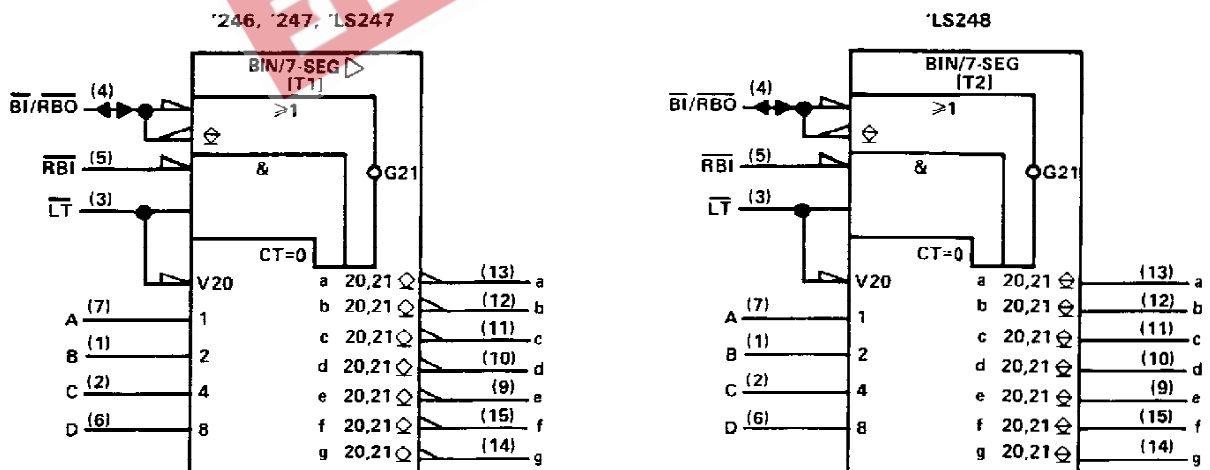 '246, '247, 'LS247
BIN/7-SEG ▷
[T1]
BI/RBO (4)
≥1
RBI (5)
&
G21
LT (3)
CT=0
V20
A (7) 1
B (1) 2
C (2) 4
D (6) 8
a 20,21 (13) a
b 20,21 (12) b
c 20,21 (11) c
d 20,21 (10) d
e 20,21 (9) e
f 20,21 (15) f
g 20,21 (14) g
'LS248
BIN/7-SEG
[T2]
BI/RBO (4)
≥1
RBI (5)
&
G21
LT (3)
CT=0
V20
A (7) 1
B (1) 2
C (2) 4
D (6) 8
a 20,21 (13) a
b 20,21 (12) b
c 20,21 (11) c
d 20,21 (10) d
e 20,21 (9) e
f 20,21 (15) f
g 20,21 (14) g